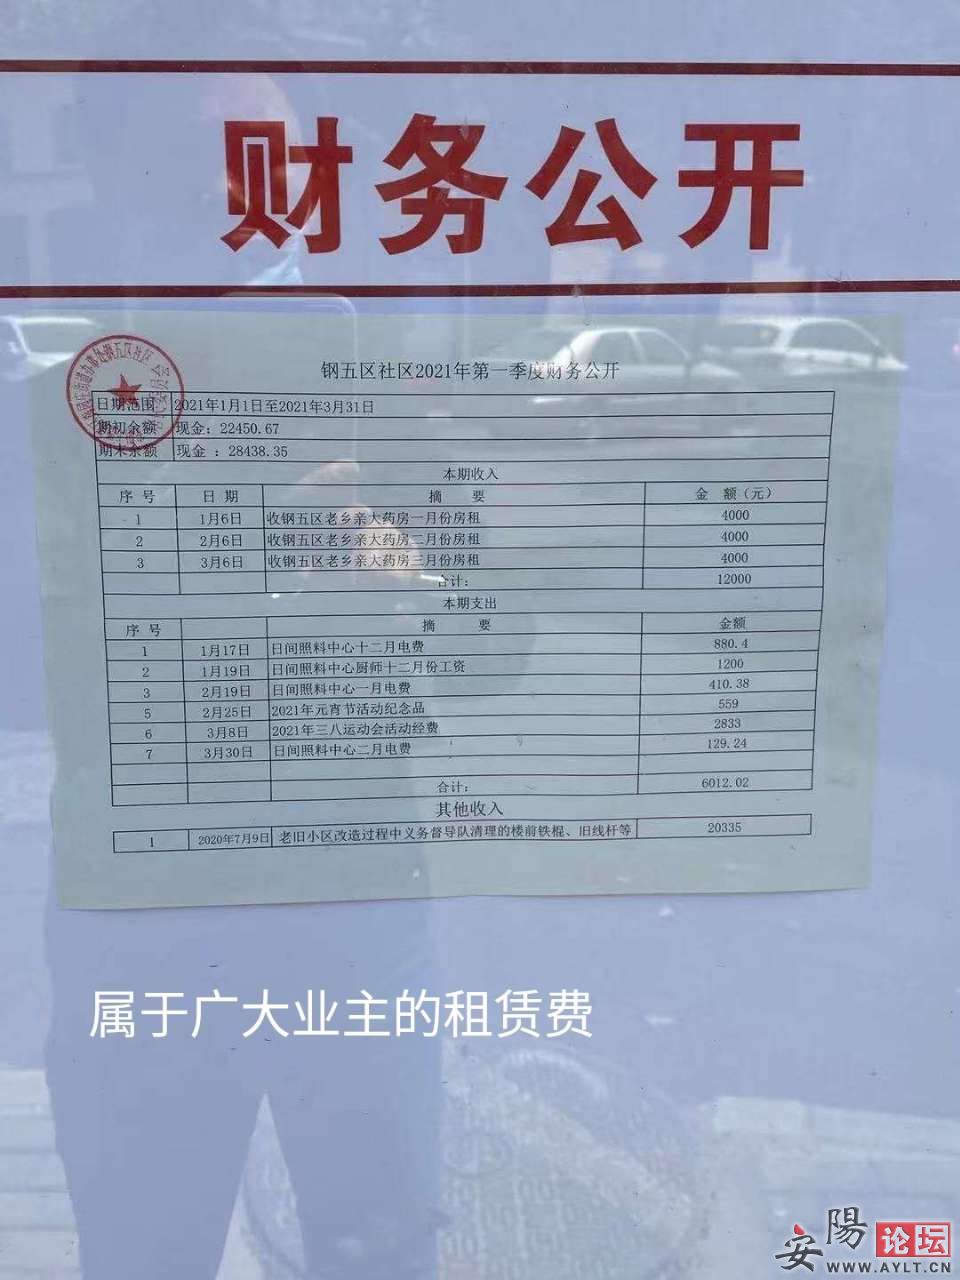 财务公开
钢五区社区2021年第一季度财务公开
日期范围 2021年1月1日至2021年3月31日
期初余额 现金：22450.67
期末余额 现金：28438.35
本期收入
序 号 日 期 摘 要 金 额（元）
1 1月6日 收钢五区老乡亲大药房一月份房租 4000
2 2月6日 收钢五区老乡亲大药房二月份房租 4000
3 3月6日 收钢五区老乡亲大药房三月份房租 4000
合计： 12000
本期支出
序 号 摘 要 金额
1 1月17日 日间照料中心十二月电费 880.4
2 1月19日 日间照料中心厨师十二月份工资 1200
3 2月19日 日间照料中心一月电费 410.38
5 2月25日 2021年元宵节活动纪念品 559
6 3月8日 2021年三八运动会活动经费 2833
7 3月30日 日间照料中心二月电费 129.24
合计： 6012.02
其他收入
1 2020年7月9日 老旧小区改造过程中义务督导队清理的楼前铁棍、旧线杆等 20335
属于广大业主的租赁费
安陽论坛
WWW.AYLT.CN